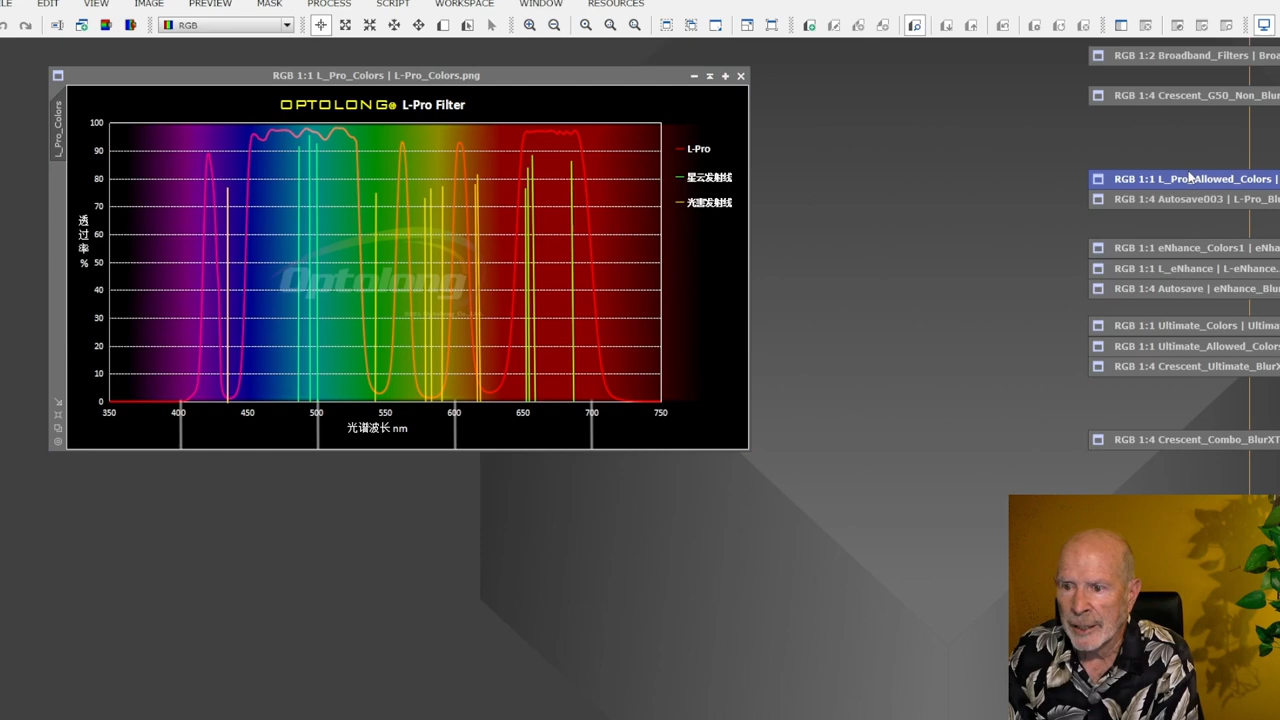 EDIT VIEW IMAGE PREVIEW MASK PROCESS SCRIPT WORKSPACE WINDOW RESOURCES
RGB
RGB 1:1 L_Pro_Colors | L-Pro_Colors.png
L_Pro_Colors
OPTOLONG® L-Pro Filter
100
90
80
70
60
50
40
30
20
10
0
透过率%
350 400 450 500 550 600 650 700 750
光谱波长 nm
L-Pro
星云发射线
光害发射线
Optolong
RGB 1:2 Broadband_Filters | Broa
RGB 1:4 Crescent_G50_Non_Blur
RGB 1:1 L_Pro_Allowed_Colors |
RGB 1:4 Autosave003 | L-Pro_Blu
RGB 1:1 eNhance_Colors1 | eNha
RGB 1:1 L_eNhance | L-eNhance.
RGB 1:4 Autosave | eNhance_Blur
RGB 1:1 Ultimate_Colors | Ultima
RGB 1:1 Ultimate_Allowed_Colors
RGB 1:4 Crescent_Ultimate_BlurX
RGB 1:4 Crescent_Combo_BlurXT